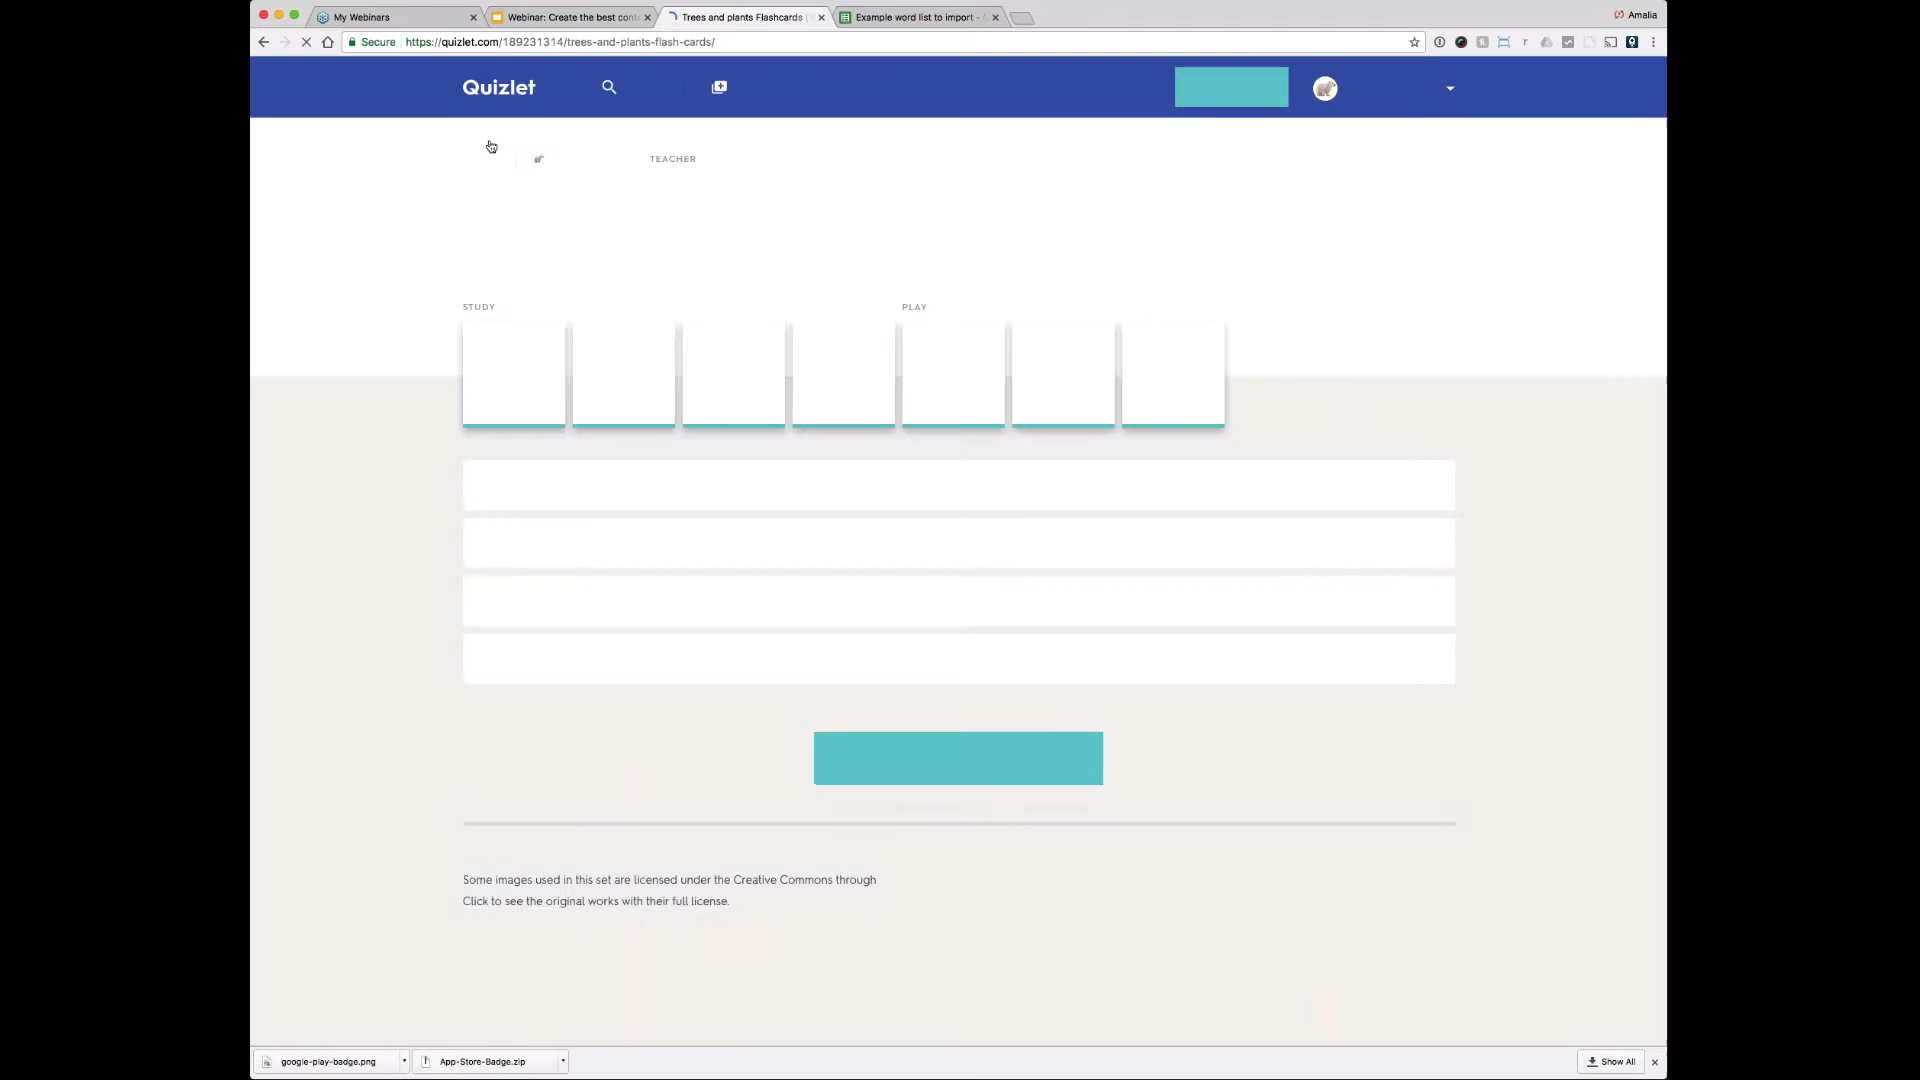 My Webinars
Webinar: Create the best cont
Trees and plants Flashcards |
Example word list to import -
Amalia
Secure
https://quizlet.com/189231314/trees-and-plants-flash-cards/
Quizlet
TEACHER
STUDY
PLAY
Some images used in this set are licensed under the Creative Commons through
Click to see the original works with their full license.
google-play-badge.png
App-Store-Badge.zip
Show All